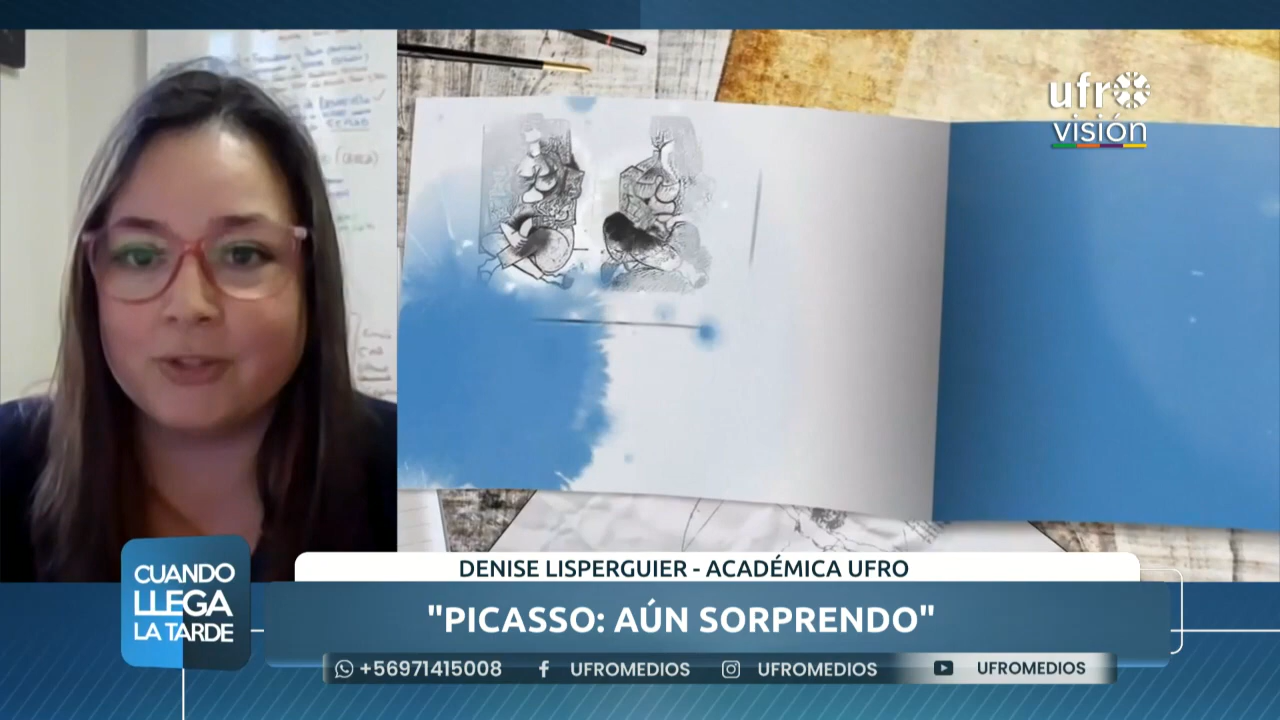 ufro
visión
DENISE LISPERGUIER - ACADÉMICA UFRO
CUANDO
LLEGA
LA TARDE
"PICASSO: AÚN SORPRENDO"
+56971415008 UFROMEDIOS UFROMEDIOS UFROMEDIOS